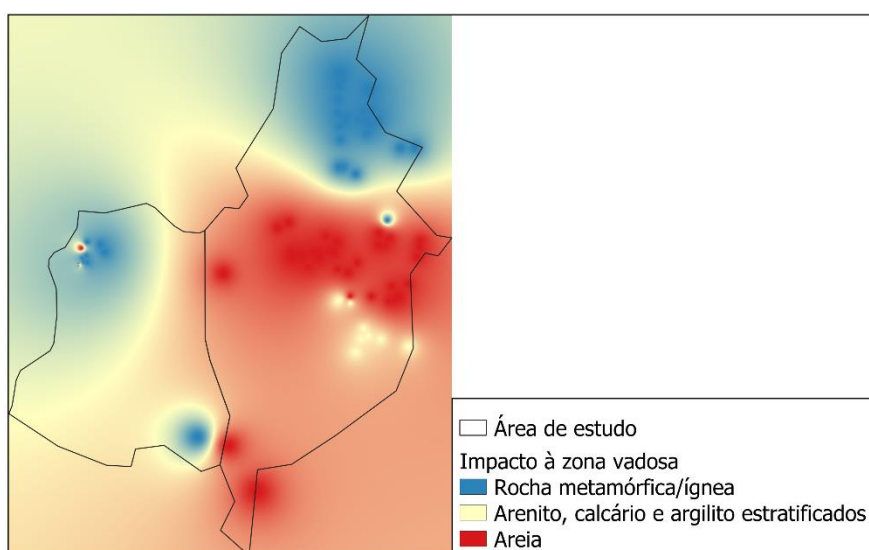 Área de estudo
Impacto à zona vadosa
Rocha metamórfica/ígnea
Arenito, calcário e argilito estratificados
Areia